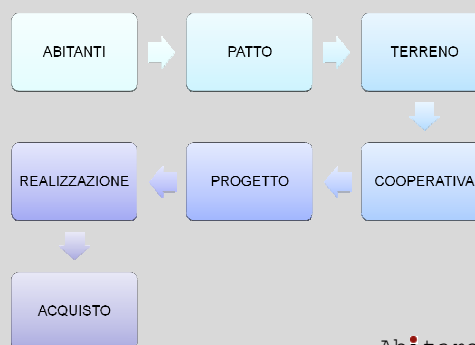 ABITANTI
PATTO
TERRENO
COOPERATIVA
PROGETTO
REALIZZAZIONE
ACQUISTO